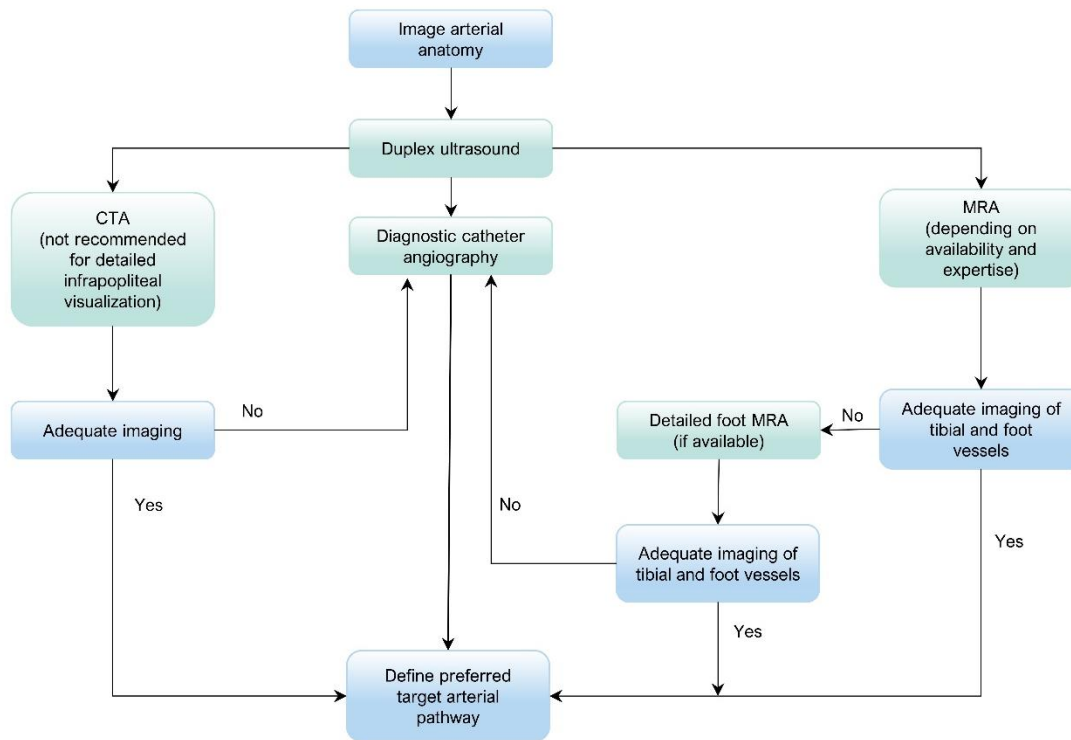 Image arterial
anatomy
Duplex ultrasound
CTA
(not recommended
for detailed
infrapopliteal
visualization)
Diagnostic catheter
angiography
MRA
(depending on
availability and
expertise)
Adequate imaging
No
Detailed foot MRA
(if available)
No
Adequate imaging of
tibial and foot
vessels
Yes
No
Adequate imaging of
tibial and foot vessels
Yes
Yes
Define preferred
target arterial
pathway